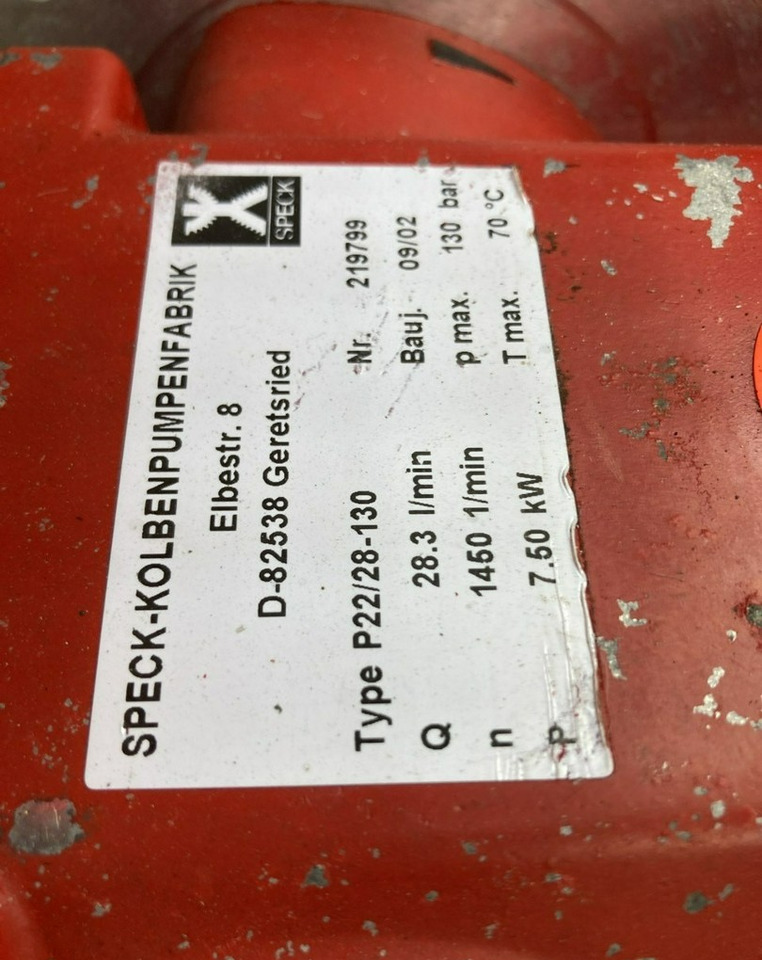 SPECK-KOLBENPUMPENFABRIK
SPECK
Elbestr. 8
D-82538 Geretsried
Type P22/28-130 Nr. 219799
Q 28.3 l/min Bauj. 09/02
n 1450 1/min p max. 130 bar
P 7.50 kW T max. 70 °C